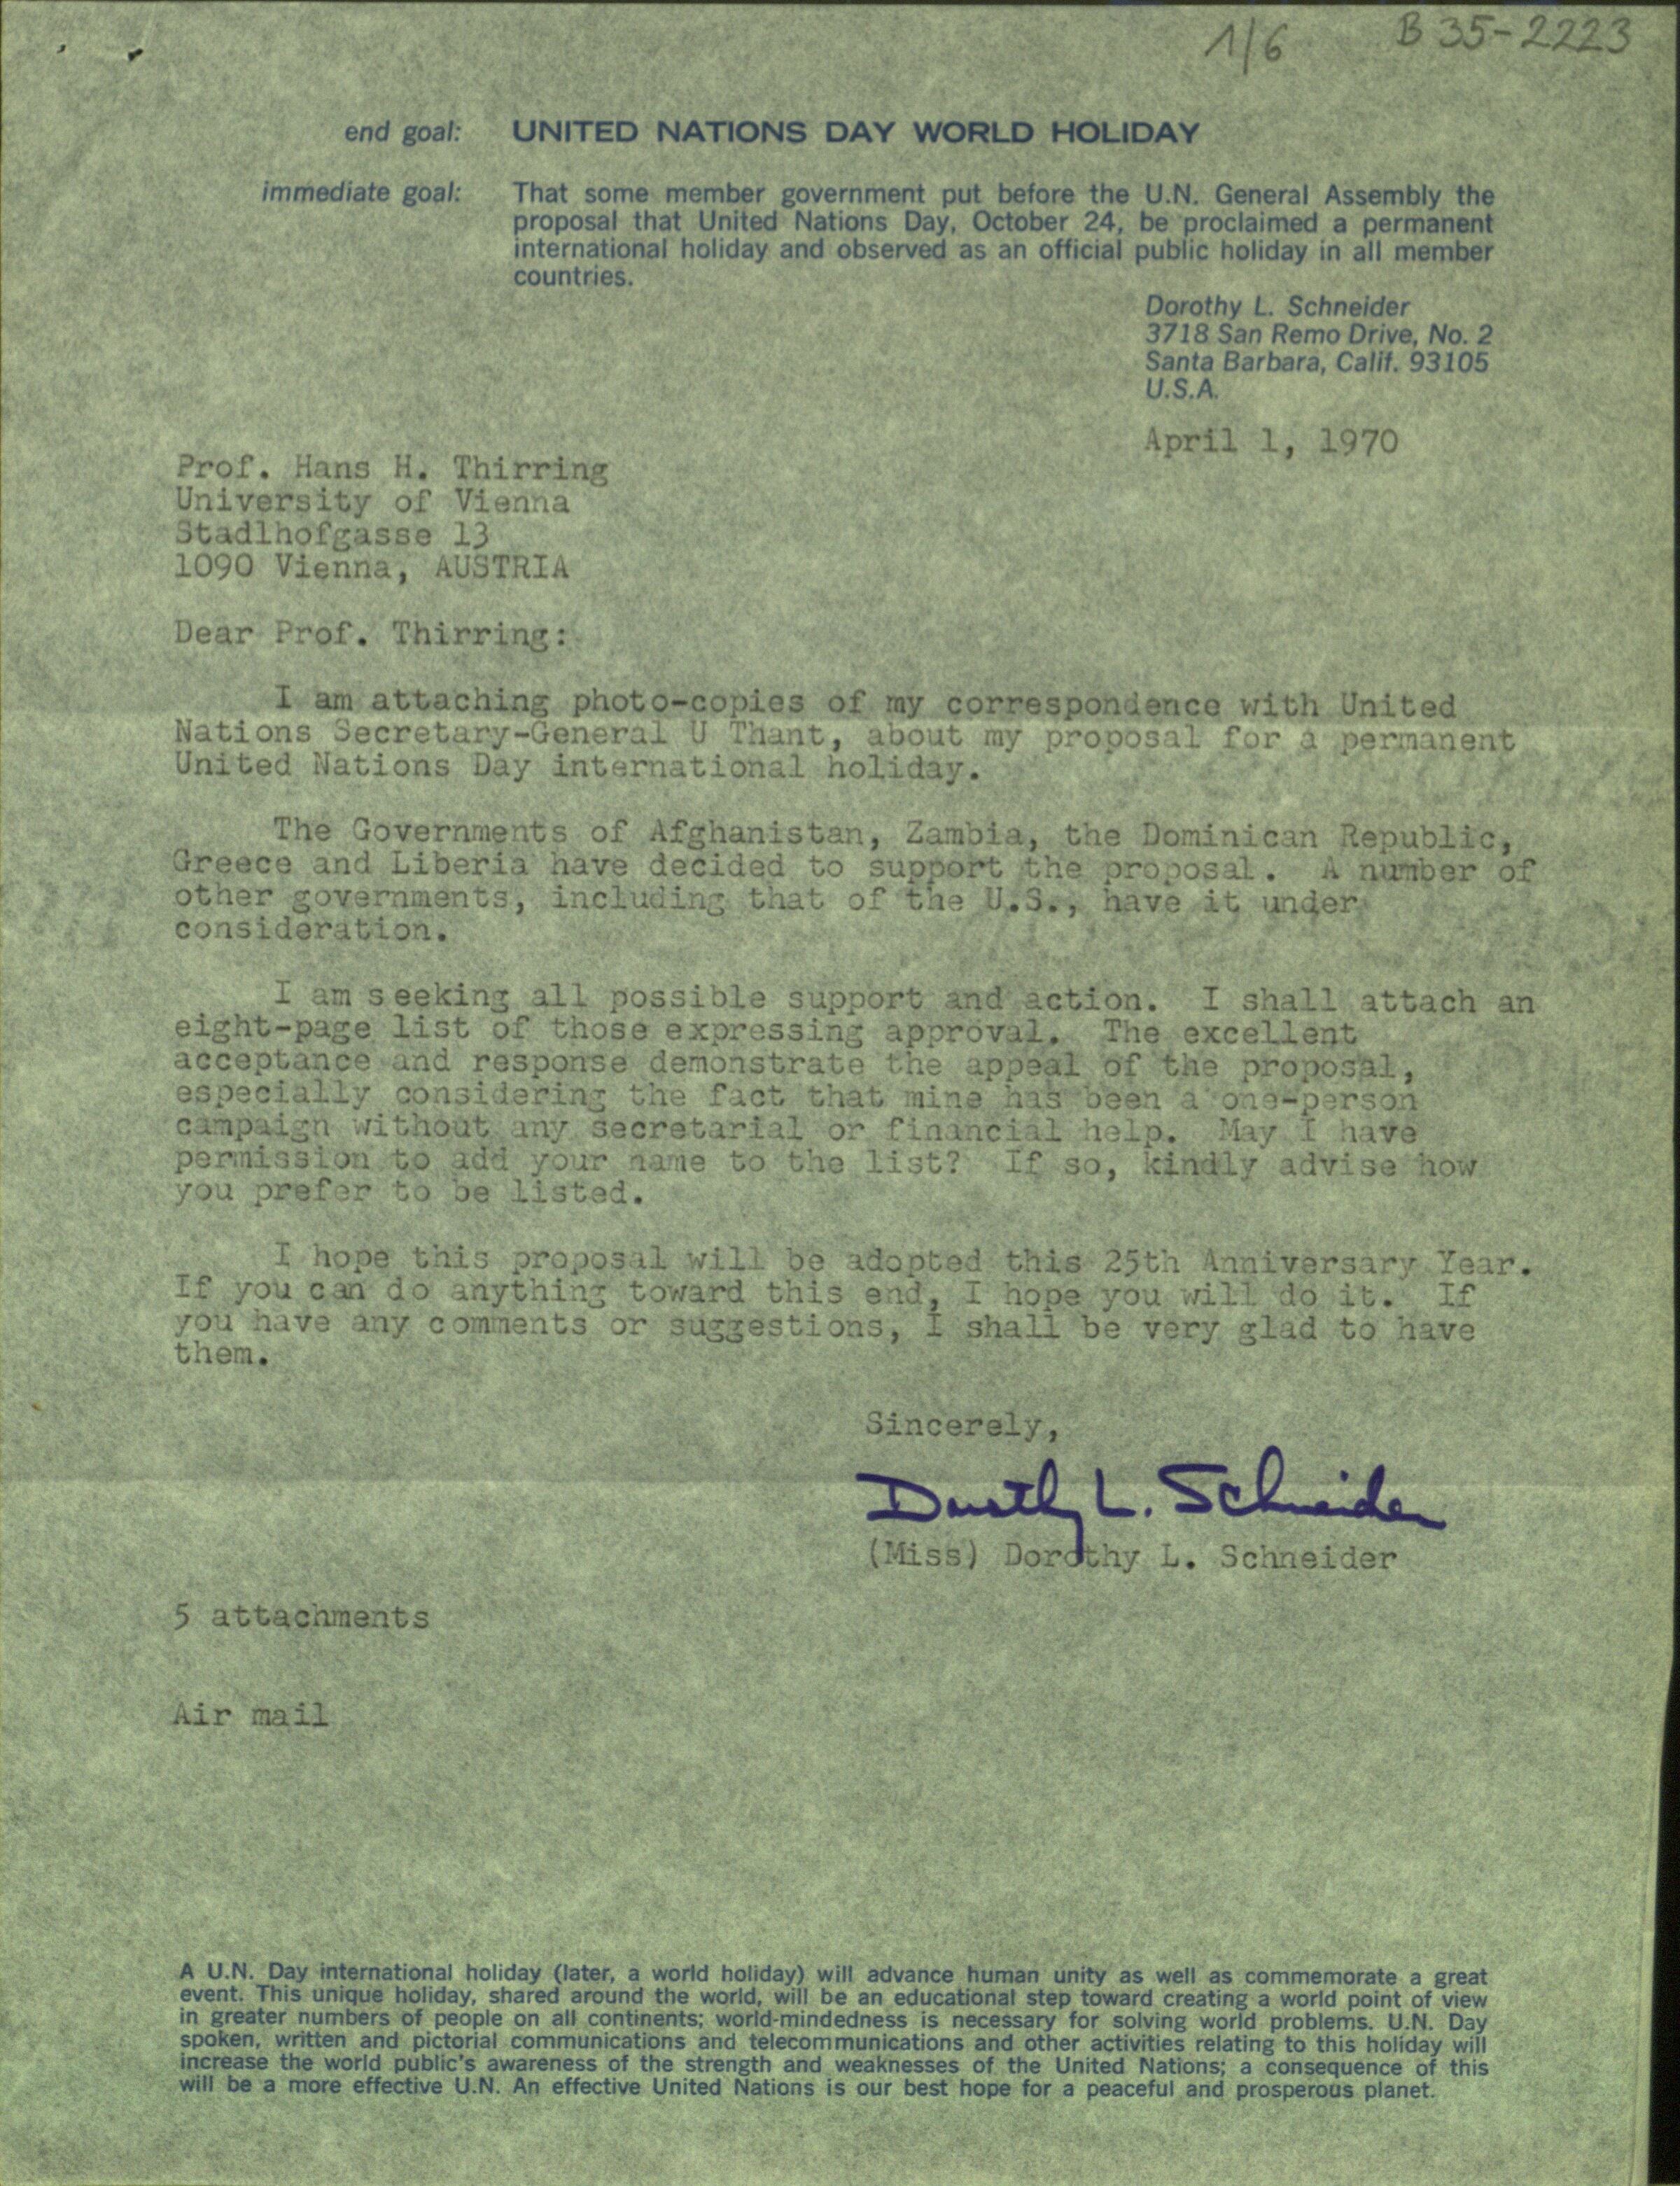 1/6 B 35-2223
end goal: UNITED NATIONS DAY WORLD HOLIDAY
immediate goal: That some member government put before the U.N. General Assembly the
proposal that United Nations Day, October 24, be proclaimed a permanent
international holiday and observed as an official public holiday in all member
countries.
Dorothy L. Schneider
3718 San Remo Drive, No. 2
Santa Barbara, Calif. 93105
U.S.A.
April 1, 1970
Prof. Hans H. Thirring
University of Vienna
Stadlhofgasse 13
1090 Vienna, AUSTRIA
Dear Prof. Thirring:
I am attaching photo-copies of my correspondence with United
Nations Secretary-General U Thant, about my proposal for a permanent
United Nations Day international holiday.
The Governments of Afghanistan, Zambia, the Dominican Republic,
Greece and Liberia have decided to support the proposal. A number of
other governments, including that of the U.S., have it under
consideration.
I am seeking all possible support and action. I shall attach an
eight-page list of those expressing approval. The excellent
acceptance and response demonstrate the appeal of the proposal,
especially considering the fact that mine has been a one-person
campaign without any secretarial or financial help. May I have
permission to add your name to the list? If so, kindly advise how
you prefer to be listed.
I hope this proposal will be adopted this 25th Anniversary Year.
If you can do anything toward this end, I hope you will do it. If
you have any comments or suggestions, I shall be very glad to have
them.
Sincerely,
Dorothy L. Schneider
(Miss) Dorothy L. Schneider
5 attachments
Air mail
A U.N. Day international holiday (later, a world holiday) will advance human unity as well as commemorate a great
event. This unique holiday, shared around the world, will be an educational step toward creating a world point of view
in greater numbers of people on all continents; world-mindedness is necessary for solving world problems. U.N. Day
spoken, written and pictorial communications and telecommunications and other activities relating to this holiday will
increase the world public's awareness of the strength and weaknesses of the United Nations; a consequence of this
will be a more effective U.N. An effective United Nations is our best hope for a peaceful and prosperous planet.